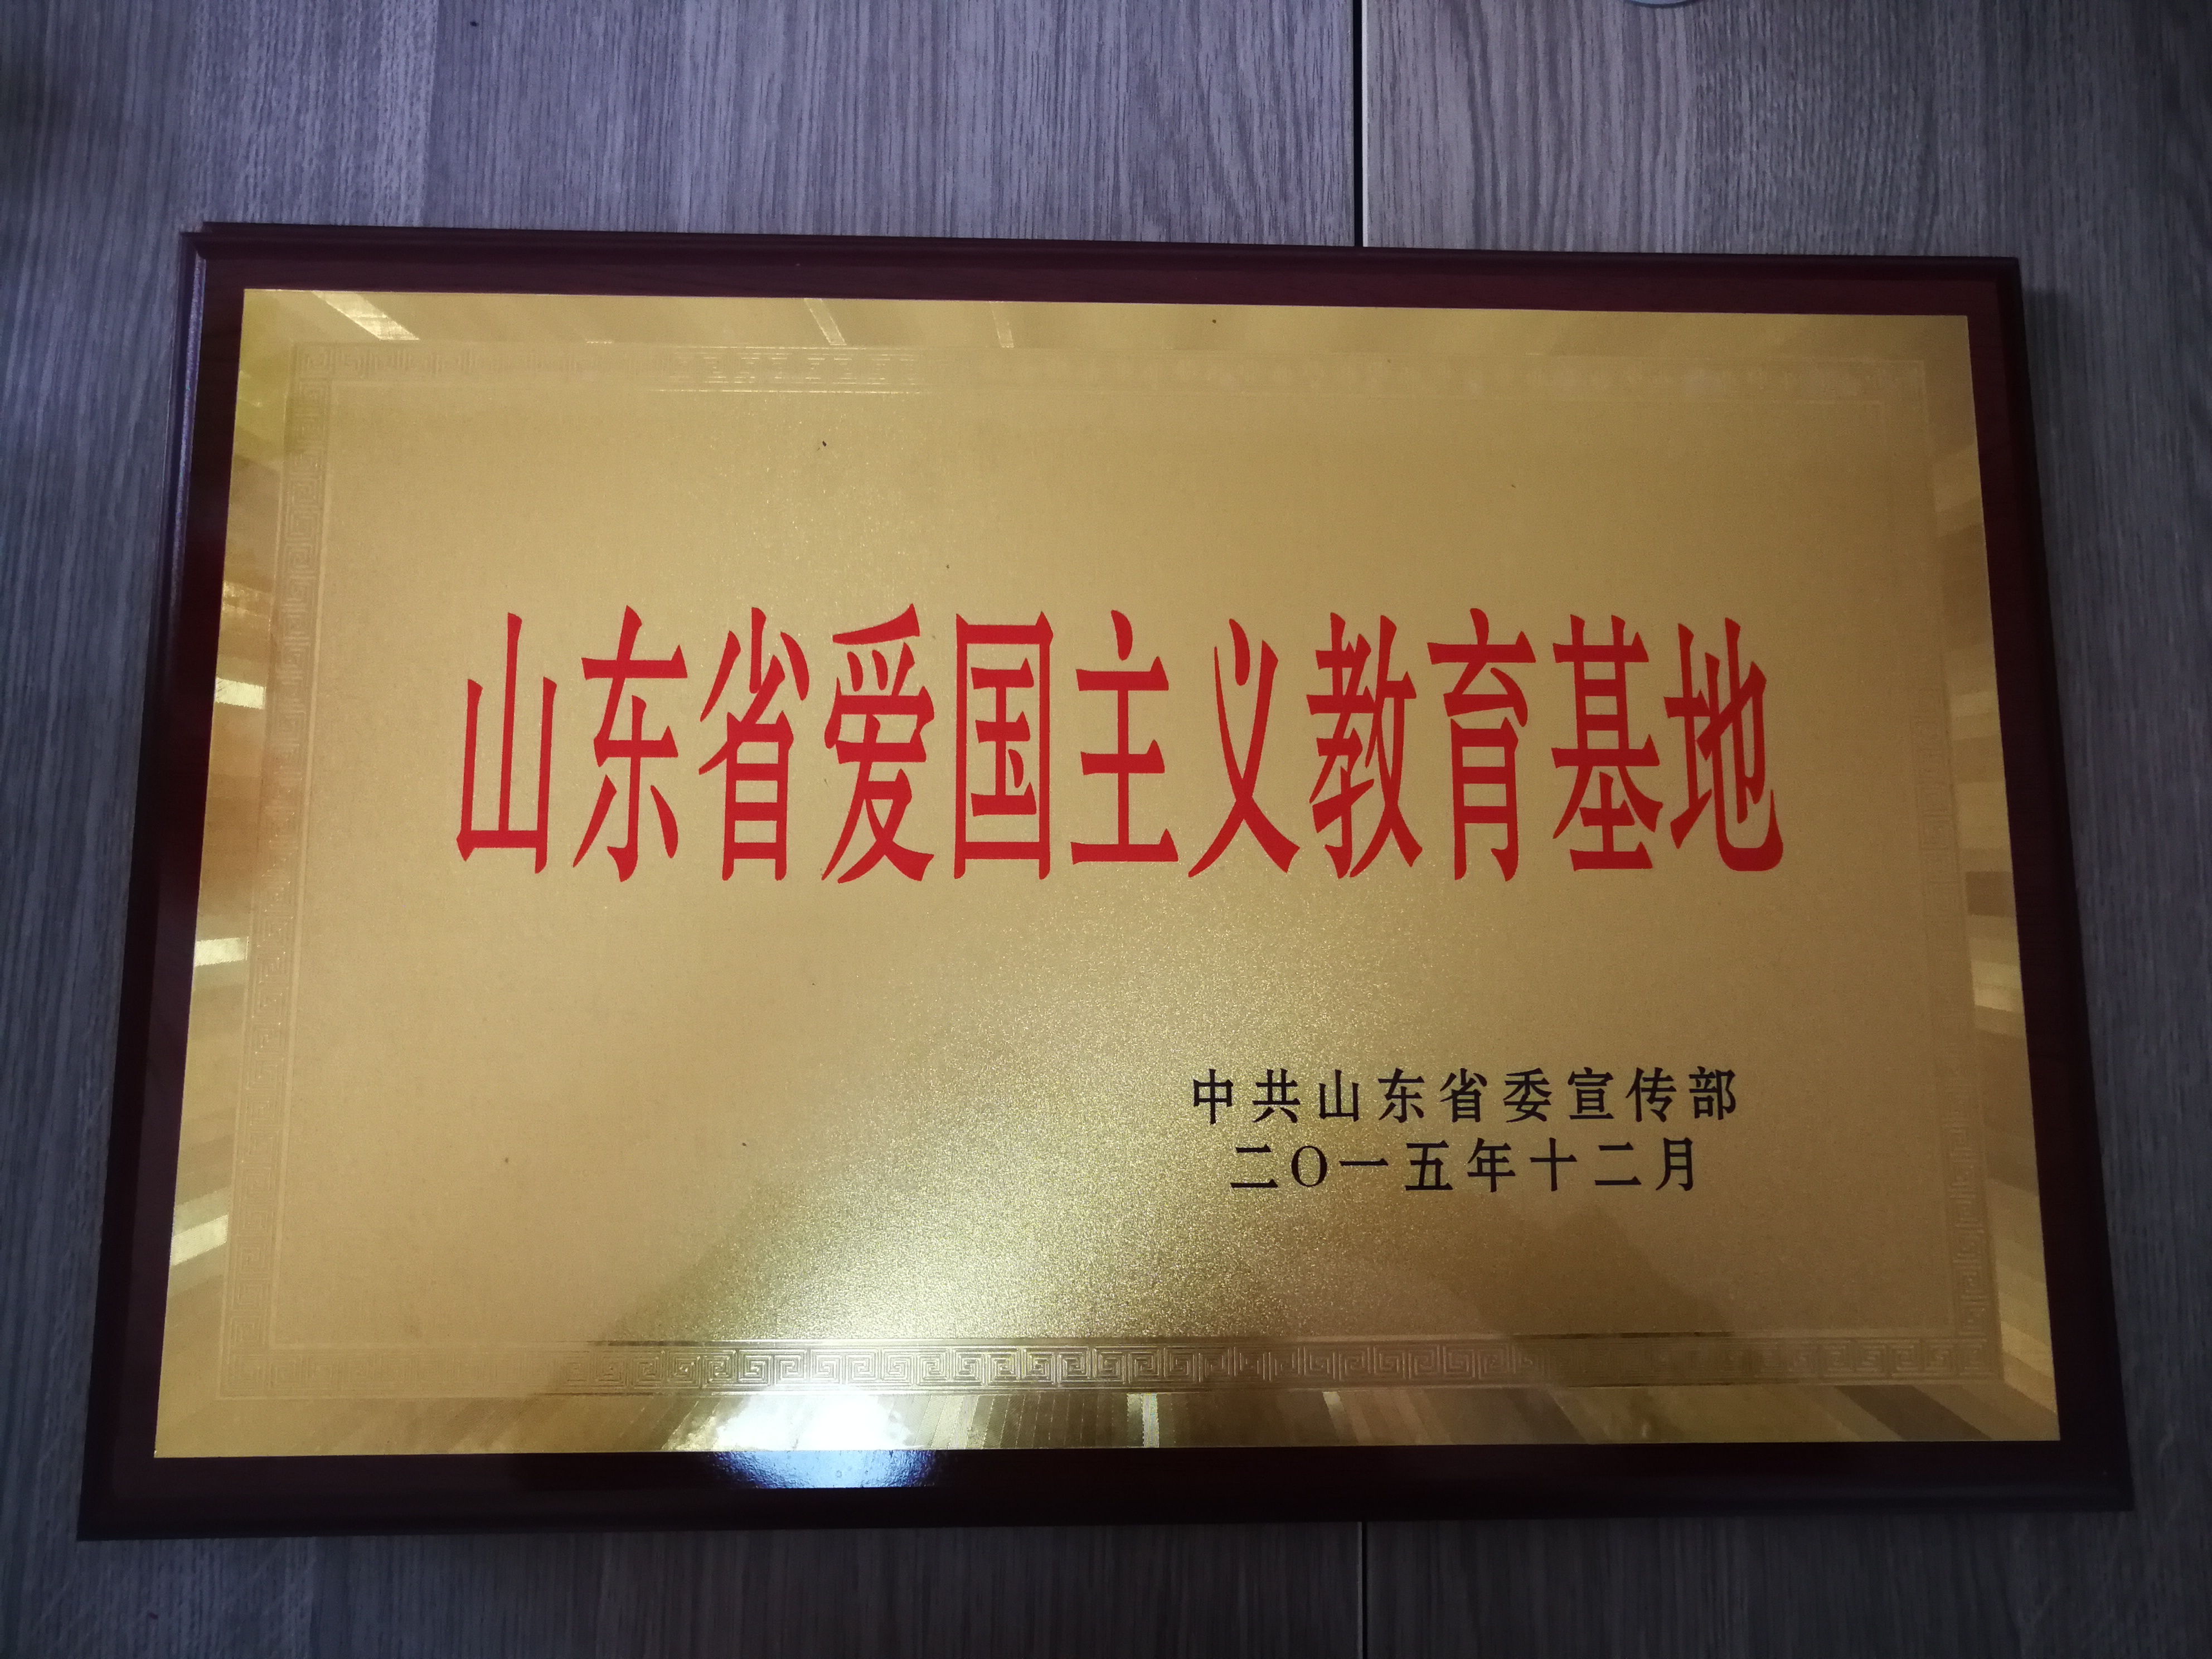 山东省爱国主义教育基地
中共山东省委宣传部
二〇一五年十二月